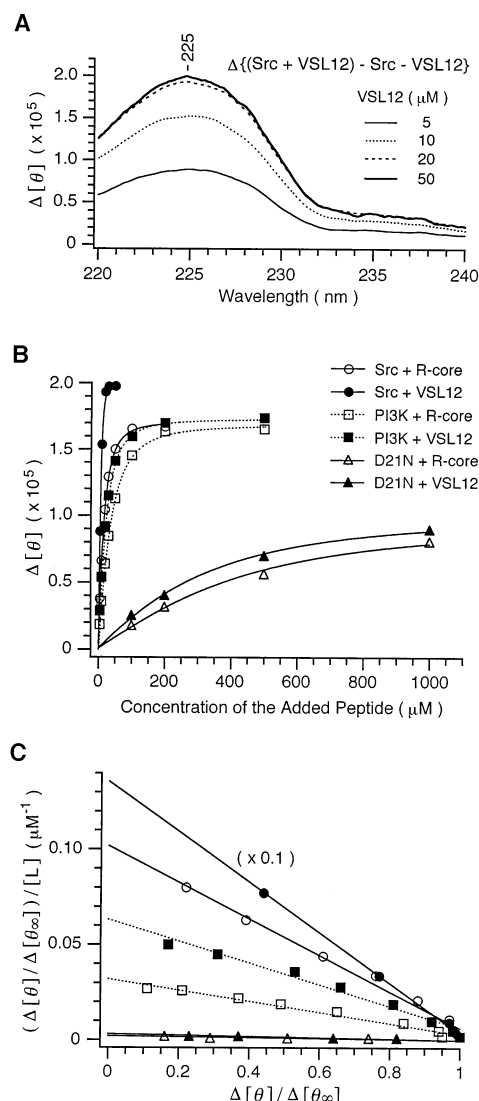 A
-225
Δ{(Src + VSL12) - Src - VSL12}
VSL12 ( μM )
5
10
20
50
Δ [θ] ( x 10⁵ )
2.0
1.5
1.0
0.5
0
220 225 230 235 240
Wavelength ( nm )
B
Src + R-core
Src + VSL12
PI3K + R-core
PI3K + VSL12
D21N + R-core
D21N + VSL12
Δ [θ] ( x 10⁵ )
2.0
1.5
1.0
0.5
0
0 200 400 600 800 1000
Concentration of the Added Peptide ( μM )
C
( x 0.1 )
( Δ [θ] / Δ [θ∞] ) / [L] ( μM⁻¹ )
0.10
0.05
0
0 0.2 0.4 0.6 0.8 1
Δ [θ] / Δ [θ∞]